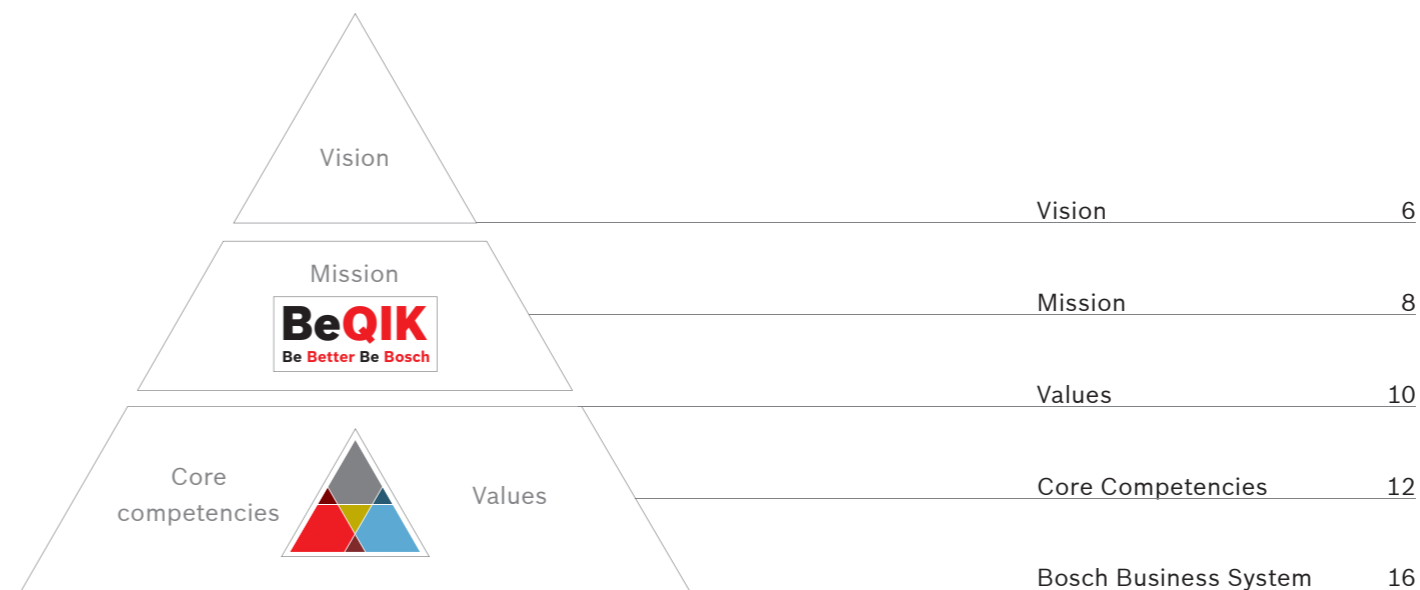 Vision
Mission
BeQIK
Be Better Be Bosch
Core
competencies
Values
Vision 6
Mission 8
Values 10
Core Competencies 12
Bosch Business System 16